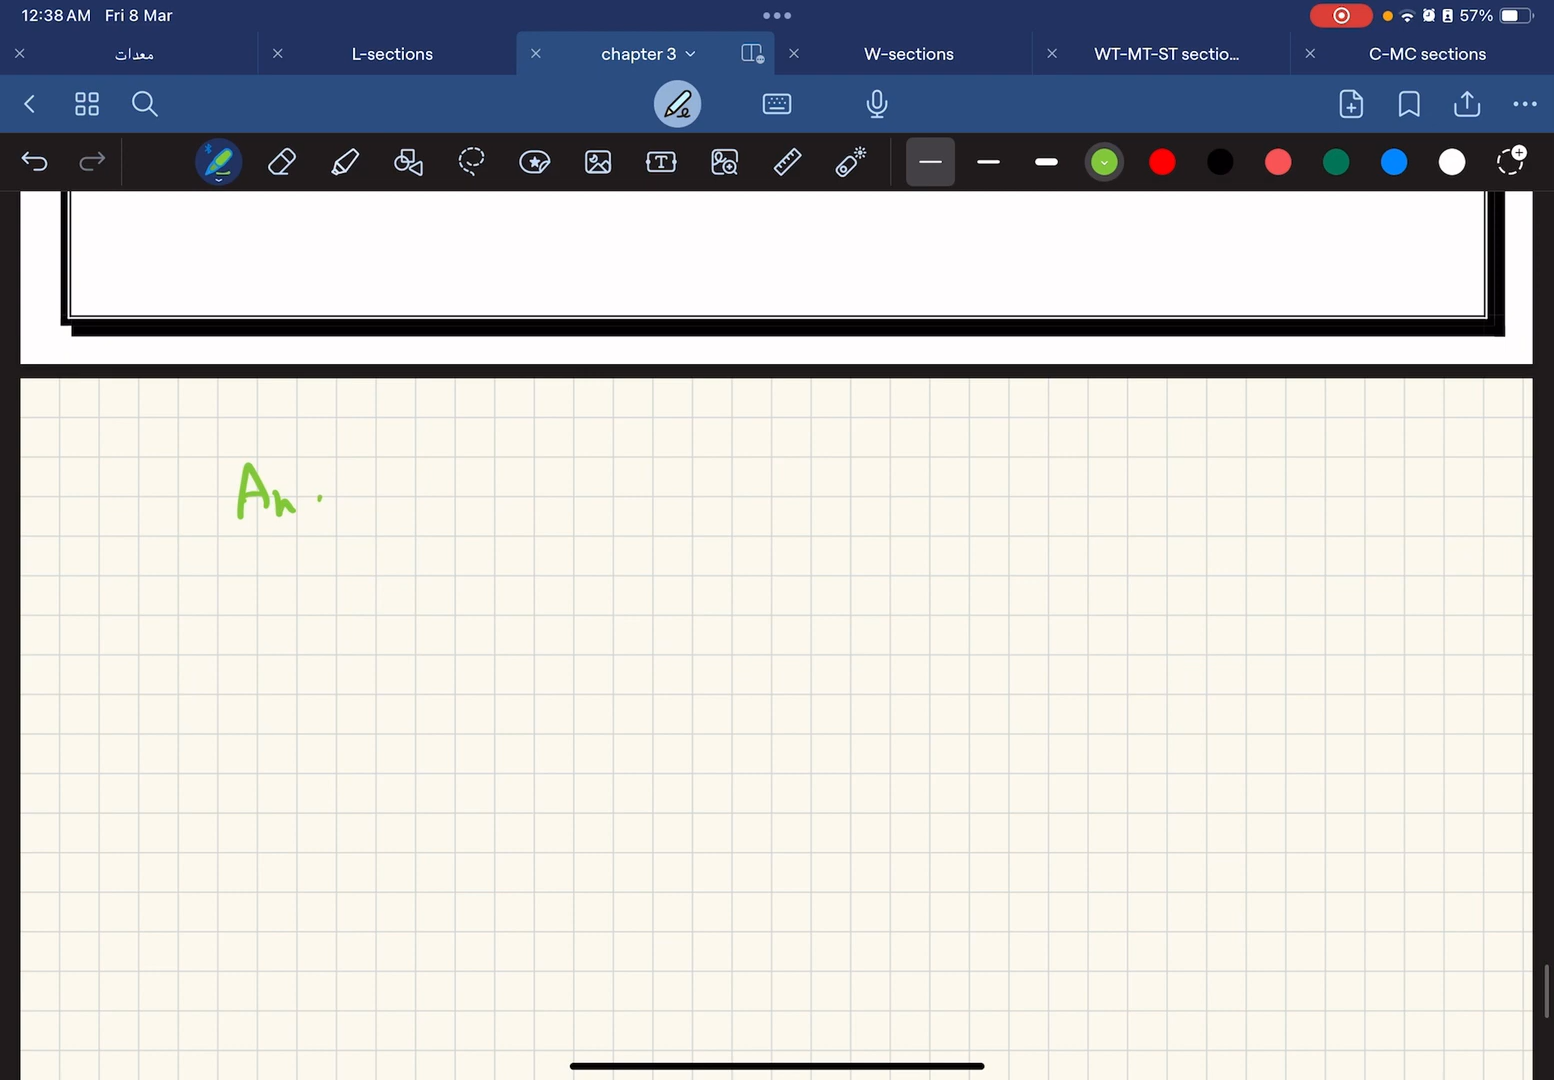 12:38 AM Fri 8 Mar 57%
معدات L-sections chapter 3 W-sections WT-MT-ST sectio... C-MC sections
An .